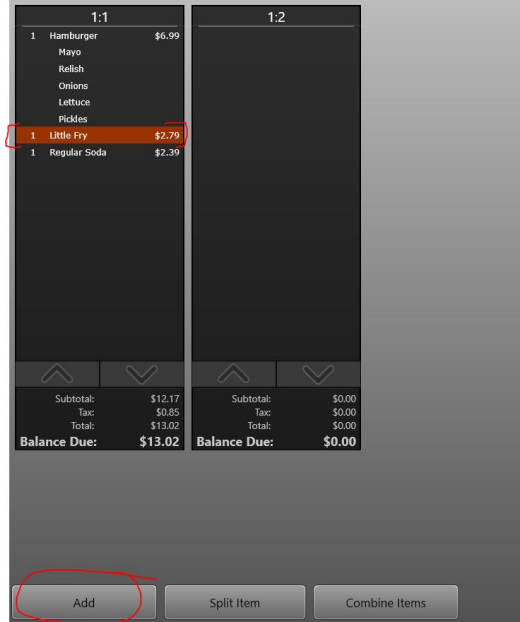 1:1
1 Hamburger $6.99
Mayo
Relish
Onions
Lettuce
Pickles
1 Little Fry $2.79
1 Regular Soda $2.39
Subtotal: $12.17
Tax: $0.85
Total: $13.02
Balance Due: $13.02
1:2
Subtotal: $0.00
Tax: $0.00
Total: $0.00
Balance Due: $0.00
Add
Split Item
Combine Items